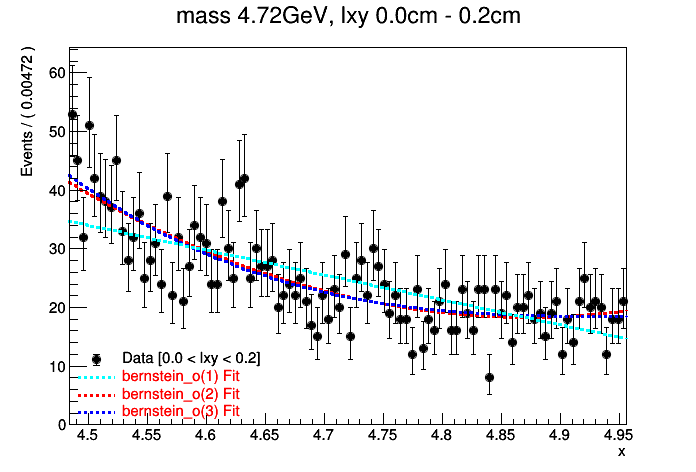 mass 4.72GeV, lxy 0.0cm - 0.2cm
Events / ( 0.00472 )
60
50
40
30
20
10
0
Data [0.0 < lxy < 0.2]
bernstein_o(1) Fit
bernstein_o(2) Fit
bernstein_o(3) Fit
4.5 4.55 4.6 4.65 4.7 4.75 4.8 4.85 4.9 4.95
x